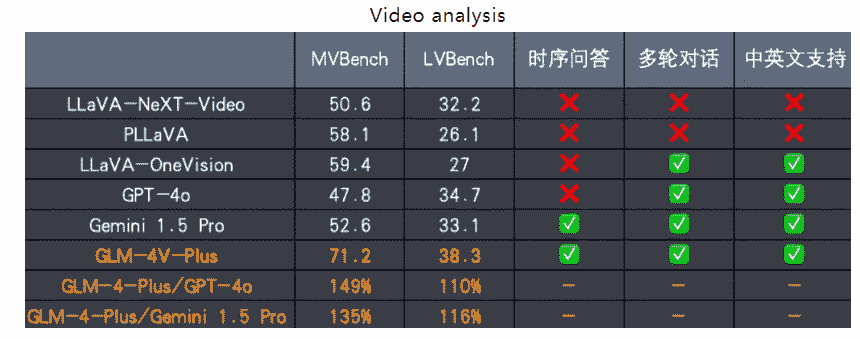 Video analysis
MVBench LVBench 时序问答 多轮对话 中英文支持
LLaVA-NeXT-Video 50.6 32.2 ❌ ❌ ❌
PLLaVA 58.1 26.1 ❌ ❌ ❌
LLaVA-OneVision 59.4 27 ❌ ✅ ✅
GPT-4o 47.8 34.7 ❌ ✅ ✅
Gemini 1.5 Pro 52.6 33.1 ✅ ✅ ✅
GLM-4V-Plus 71.2 38.3 ✅ ✅ ✅
GLM-4-Plus/GPT-4o 149% 110% - - -
GLM-4-Plus/Gemini 1.5 Pro 135% 116% - - -